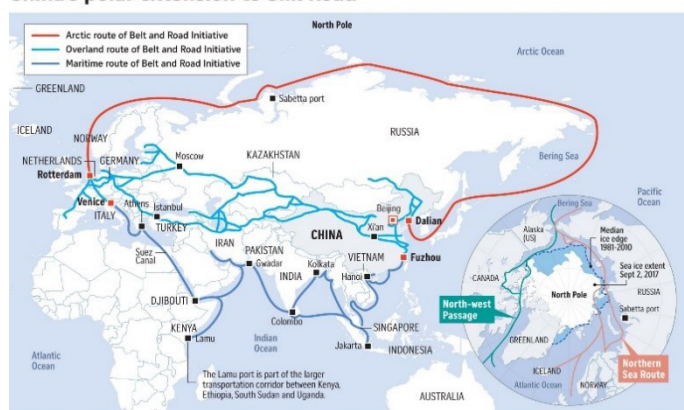 North Pole
Arctic route of Belt and Road Initiative
Overland route of Belt and Road Initiative
Maritime route of Belt and Road Initiative
Arctic
Ocean
GREENLAND
Sabetta port
ICELAND
NORWAY
RUSSIA
NETHERLANDS
GERMANY
Moscow
KAZAKHSTAN
Bering Sea
Rotterdam
Pacific
Ocean
Venice
Athens
Istanbul
Beijing
Dalian
ITALY
TURKEY
Xi'an
CHINA
IRAN
PAKISTAN
Gwadar
Kolkata
VIETNAM
Hanoi
Fuzhou
Suez
Canal
INDIA
DJIBOUTI
KENYA
Lamu
Indian
Ocean
Colombo
SINGAPORE
Jakarta
INDONESIA
Atlantic
Ocean
The Lamu port is part of the larger
transportation corridor between Kenya,
Ethiopia, South Sudan and Uganda.
AUSTRALIA
Bering Sea
Alaska
(US)
Median
ice edge
1981-2010
Sea ice extent
Sept 2, 2017
CANADA
North Pole
RUSSIA
Sabetta port
North-west
Passage
GREENLAND
ICELAND
Atlantic Ocean
NORWAY
Northern
Sea Route